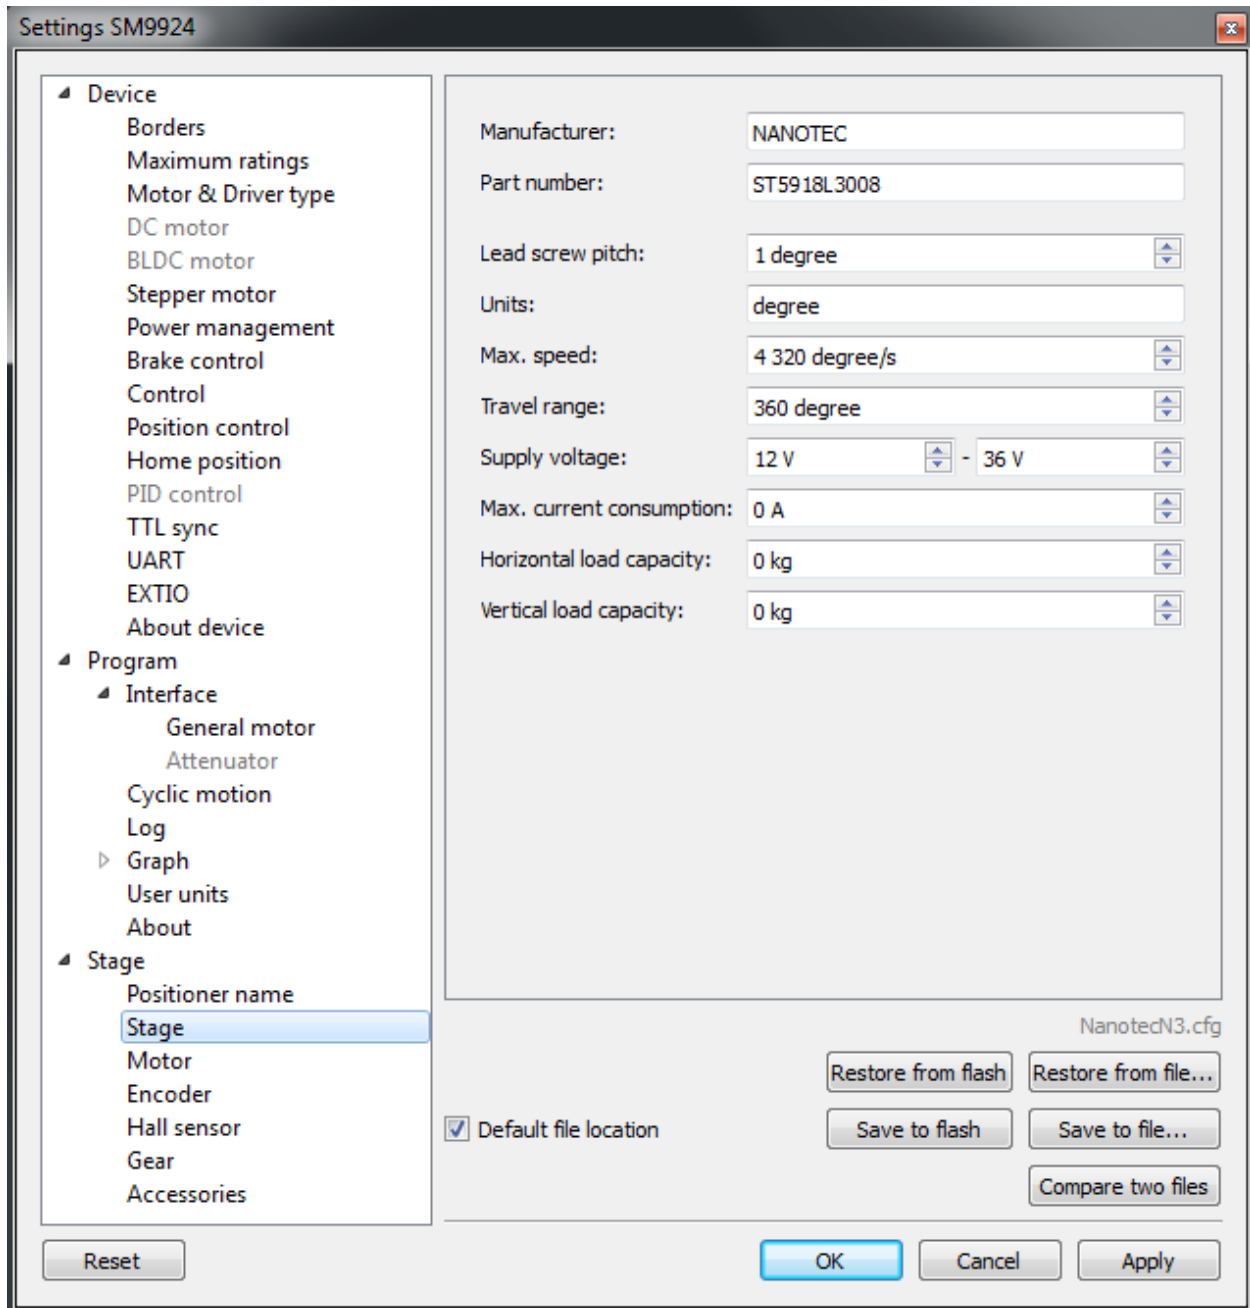 Settings SM9924
Device
Borders
Maximum ratings
Motor & Driver type
DC motor
BLDC motor
Stepper motor
Power management
Brake control
Control
Position control
Home position
PID control
TTL sync
UART
EXTIO
About device
Program
Interface
General motor
Attenuator
Cyclic motion
Log
Graph
User units
About
Stage
Positioner name
Stage
Motor
Encoder
Hall sensor
Gear
Accessories
Manufacturer: NANOTEC
Part number: ST5918L3008
Lead screw pitch: 1 degree
Units: degree
Max. speed: 4 320 degree/s
Travel range: 360 degree
Supply voltage: 12 V - 36 V
Max. current consumption: 0 A
Horizontal load capacity: 0 kg
Vertical load capacity: 0 kg
NanotecN3.cfg
Restore from flash Restore from file...
Default file location Save to flash Save to file...
Compare two files
Reset OK Cancel Apply